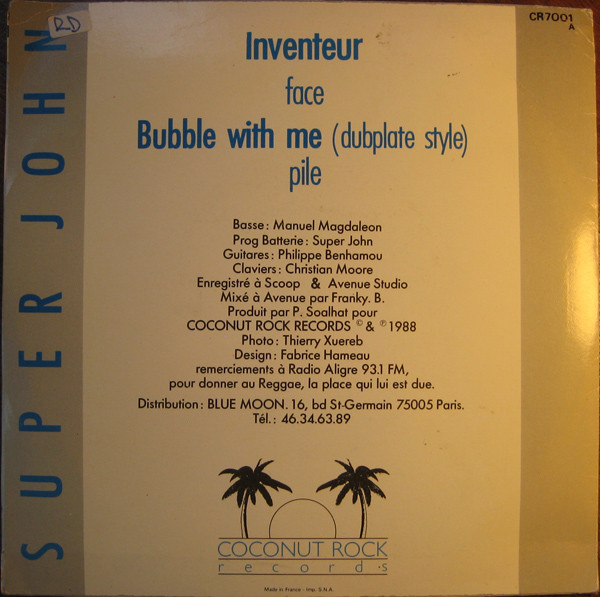 RD
CR7001
A
SUPER JOHN
Inventeur
face
Bubble with me (dubplate style)
pile
Basse: Manuel Magdaleon
Prog Batterie: Super John
Guitares: Philippe Benhamou
Claviers: Christian Moore
Enregistré à Scoop & Avenue Studio
Mixé à Avenue par Franky. B.
Produit par P. Soalhat pour
COCONUT ROCK RECORDS © & ℗ 1988
Photo: Thierry Xuereb
Design: Fabrice Hameau
remerciements à Radio Aligre 93.1 FM,
pour donner au Reggae, la place qui lui est due.
Distribution: BLUE MOON. 16, bd St-Germain 75005 Paris.
Tél.: 46.34.63.89
COCONUT ROCK
records
Made in France - Imp. S.N.A.